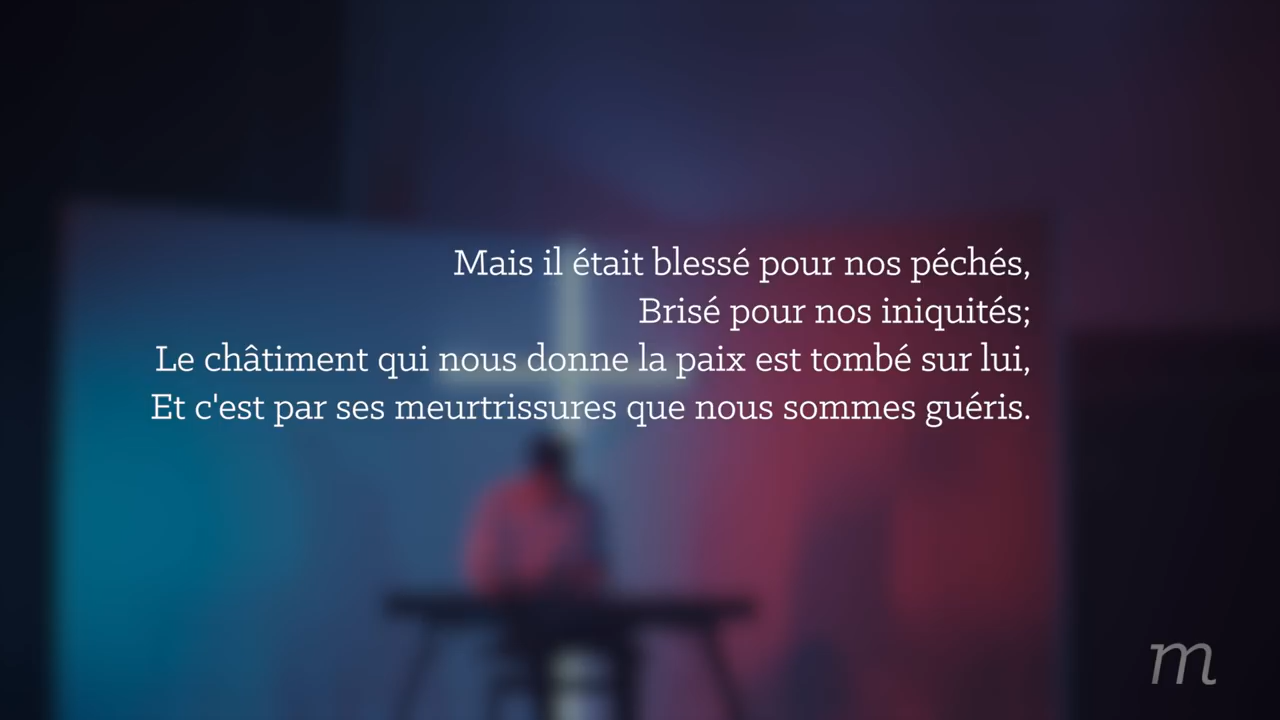 Mais il était blessé pour nos péchés,
Brisé pour nos iniquités;
Le châtiment qui nous donne la paix est tombé sur lui,
Et c'est par ses meurtrissures que nous sommes guéris.
m